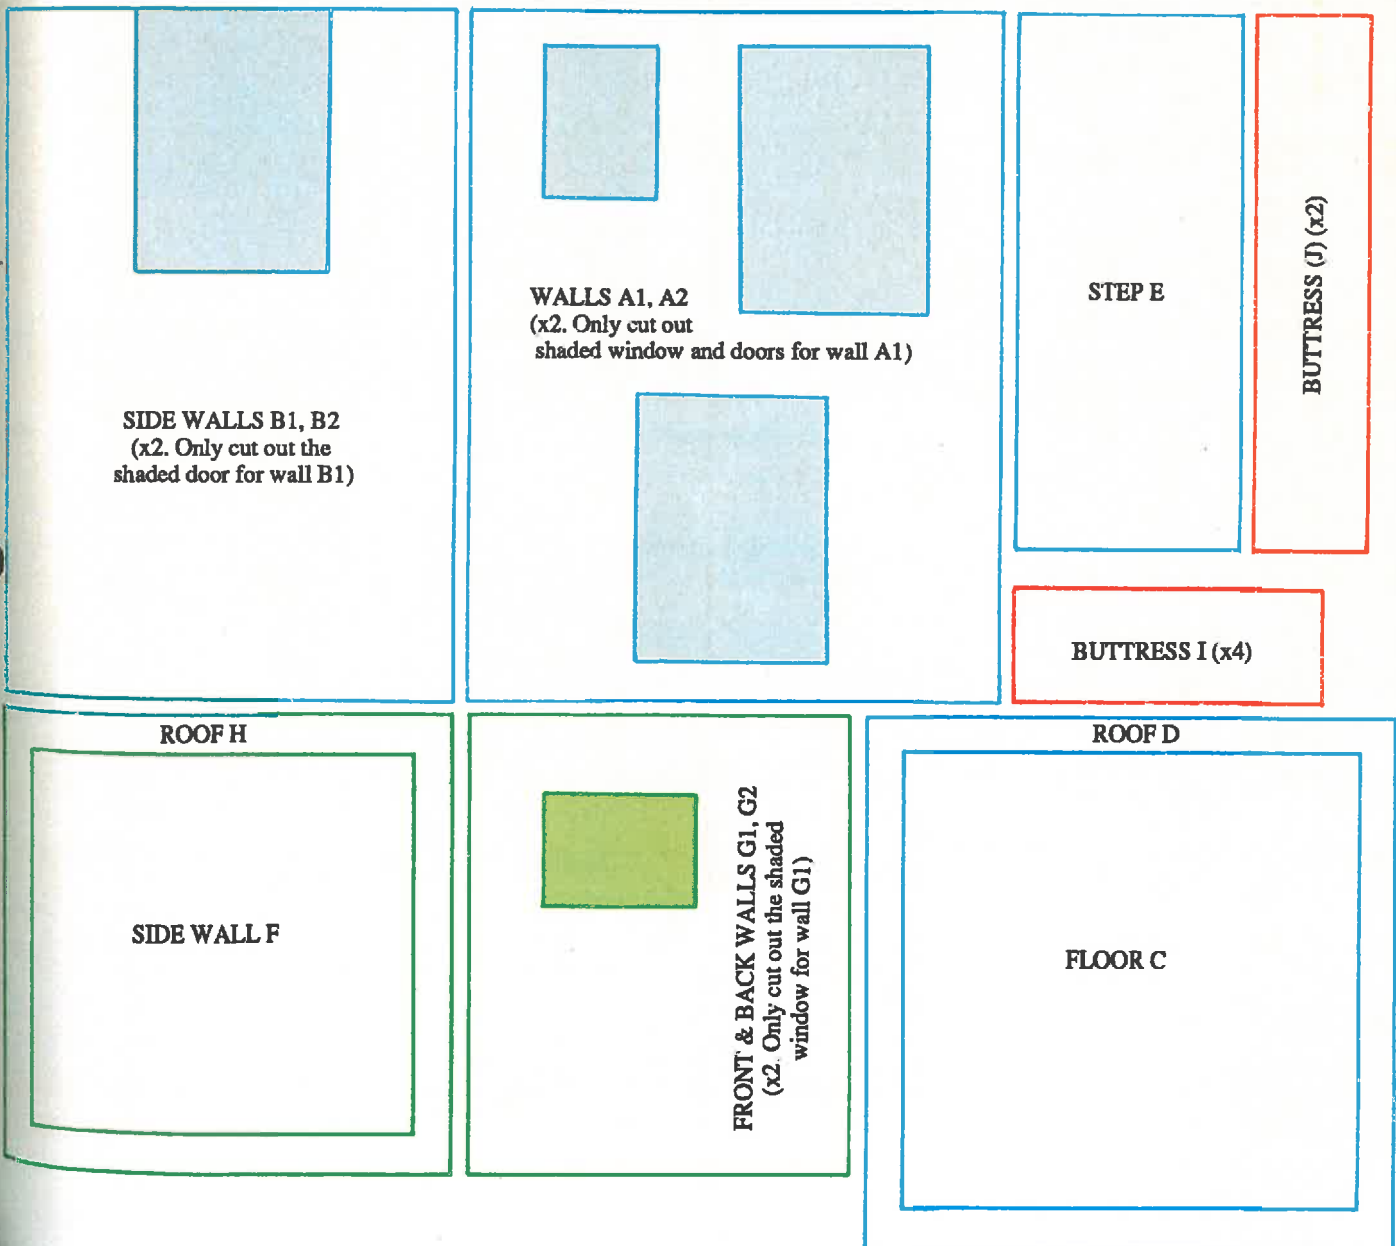 SIDE WALLS B1, B2
(x2. Only cut out the
shaded door for wall B1)
WALLS A1, A2
(x2. Only cut out
shaded window and doors for wall A1)
STEP E
BUTTRESS (J) (x2)
BUTTRESS I (x4)
ROOF H
SIDE WALL F
FRONT & BACK WALLS G1, G2
(x2. Only cut out the shaded
window for wall G1)
ROOF D
FLOOR C